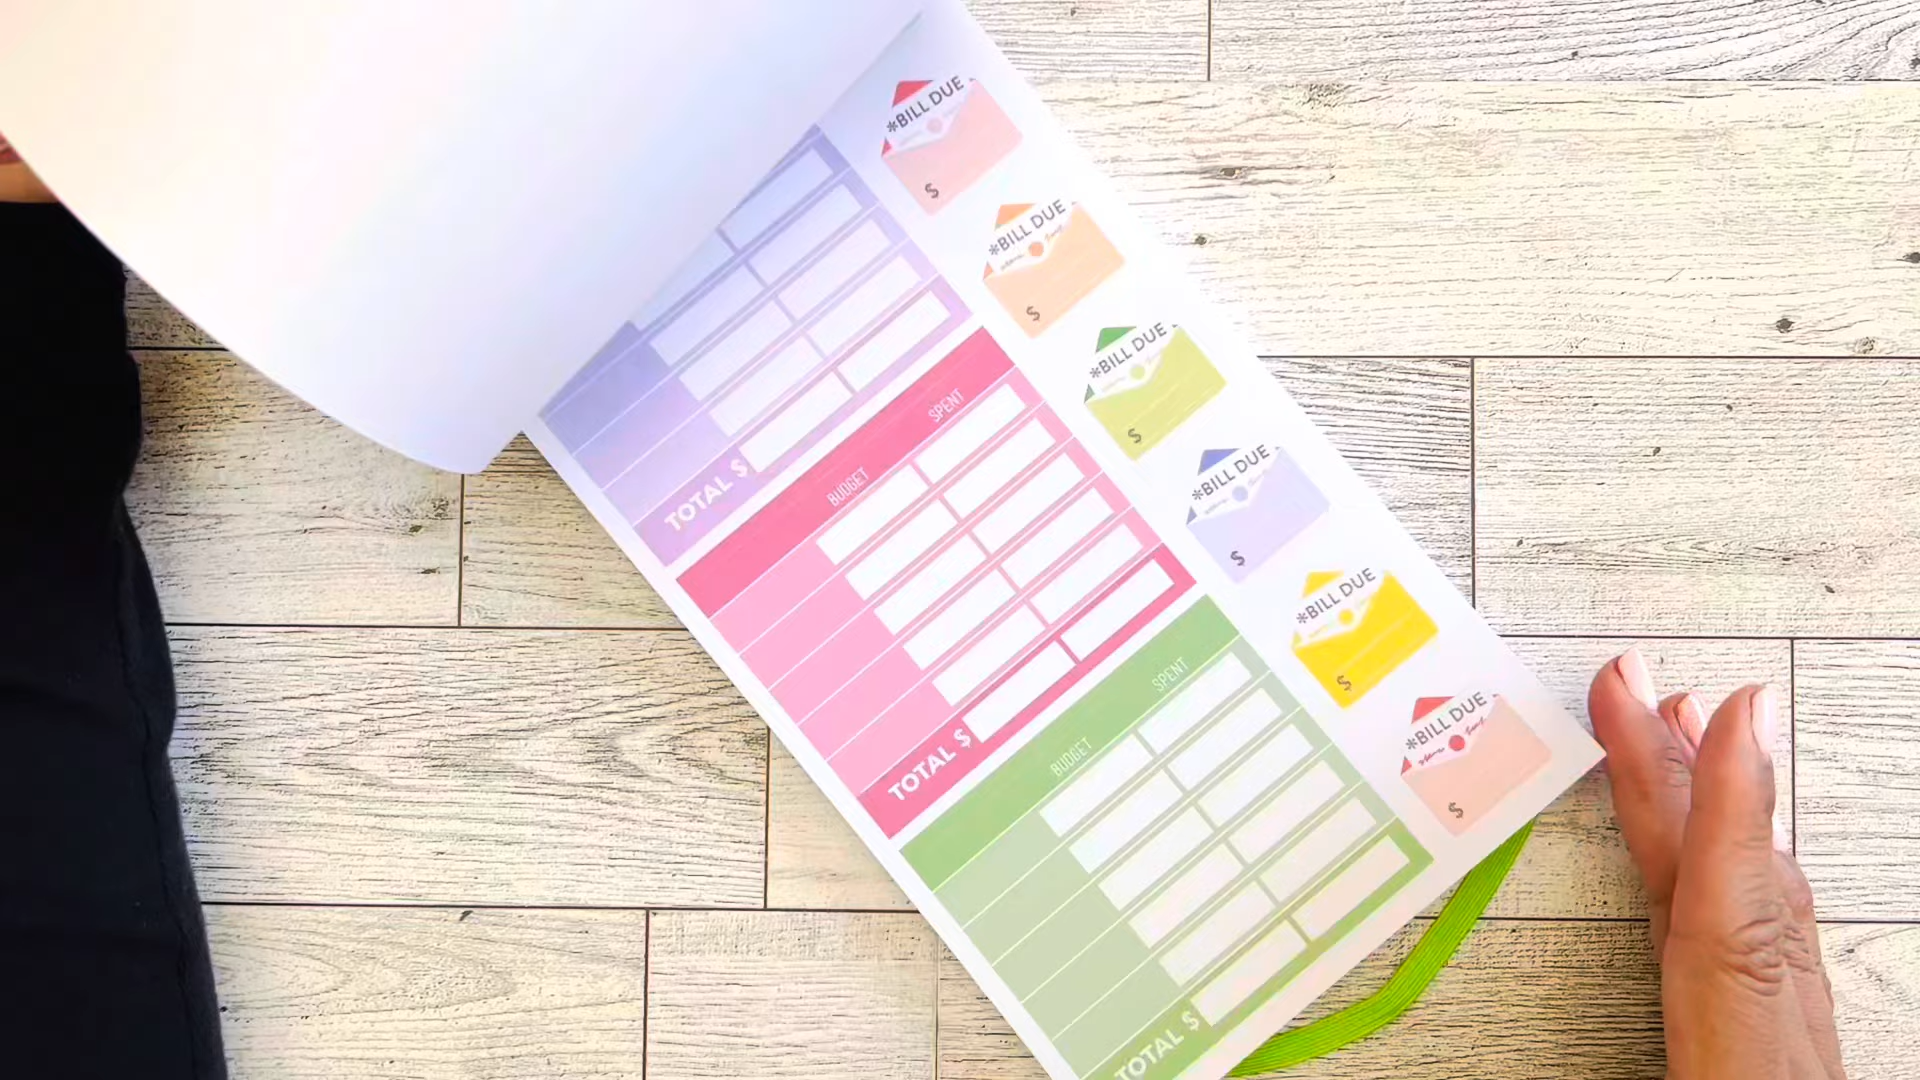 *BILL DUE
$
*BILL DUE
$
*BILL DUE
$
*BILL DUE
$
*BILL DUE
$
*BILL DUE
$
TOTAL $
BUDGET SPENT
TOTAL $
BUDGET SPENT
TOTAL $